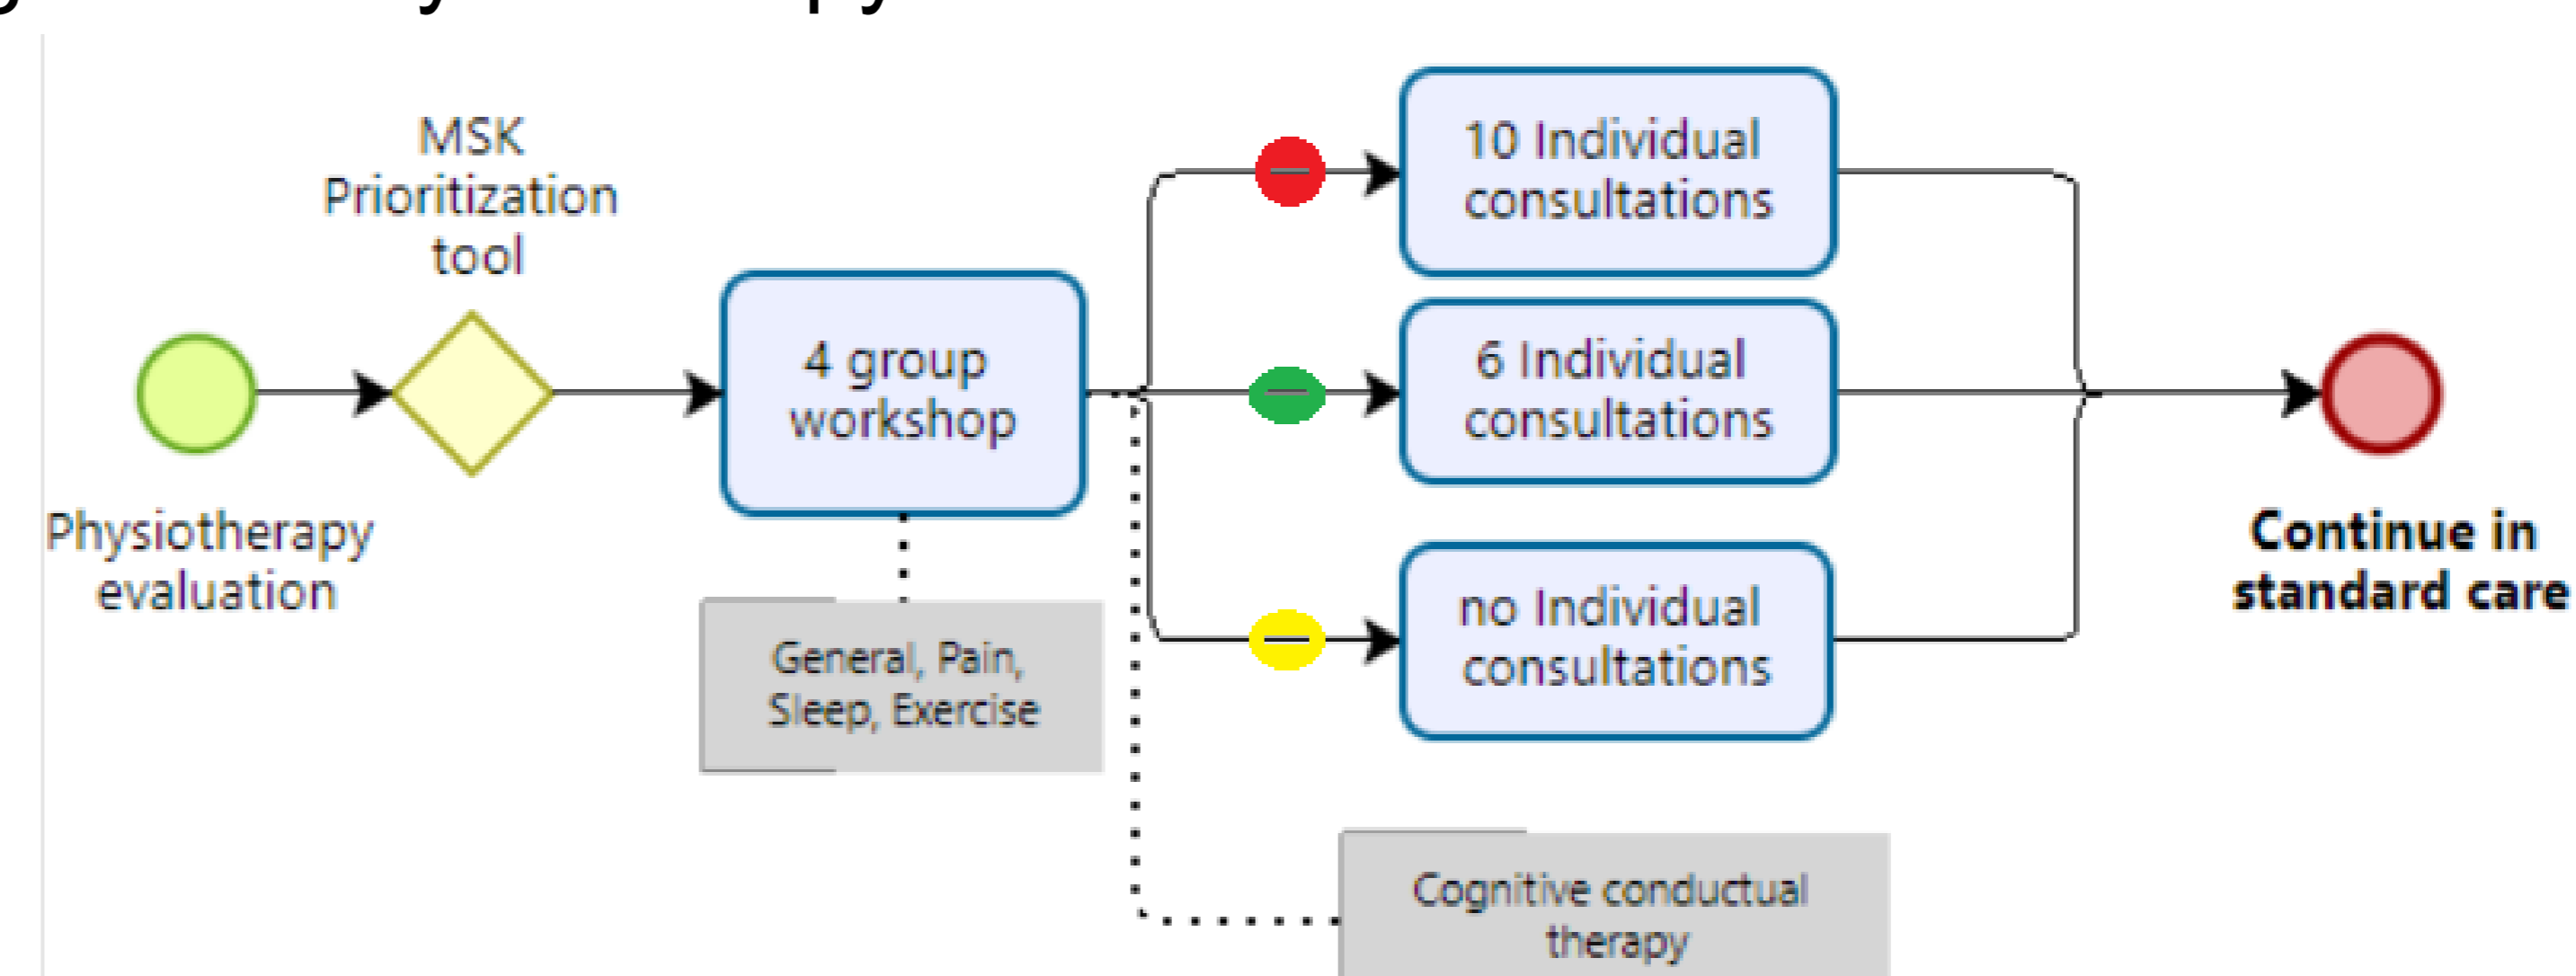 MSK
Prioritization
tool
Physiotherapy
evaluation
4 group
workshop
General, Pain,
Sleep, Exercise
10 Individual
consultations
6 Individual
consultations
no Individual
consultations
Cognitive conductual
therapy
Continue in
standard care